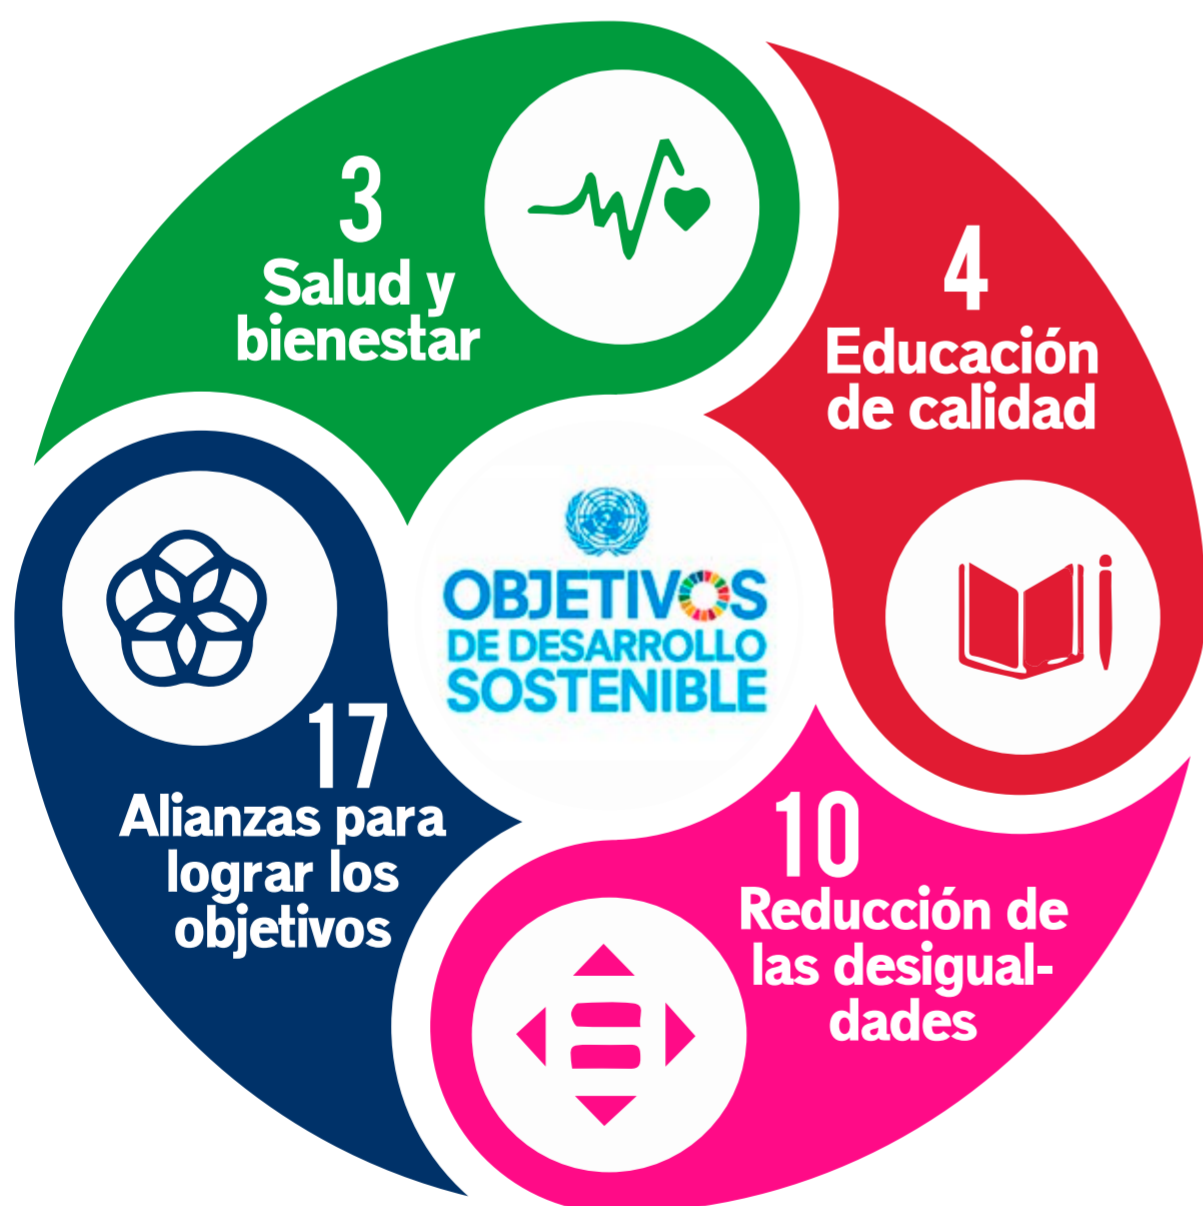 3
Salud y
bienestar
4
Educación
de calidad
OBJETIVOS
DE DESARROLLO
SOSTENIBLE
17
Alianzas para
lograr los
objetivos
10
Reducción de
las desigual-
dades